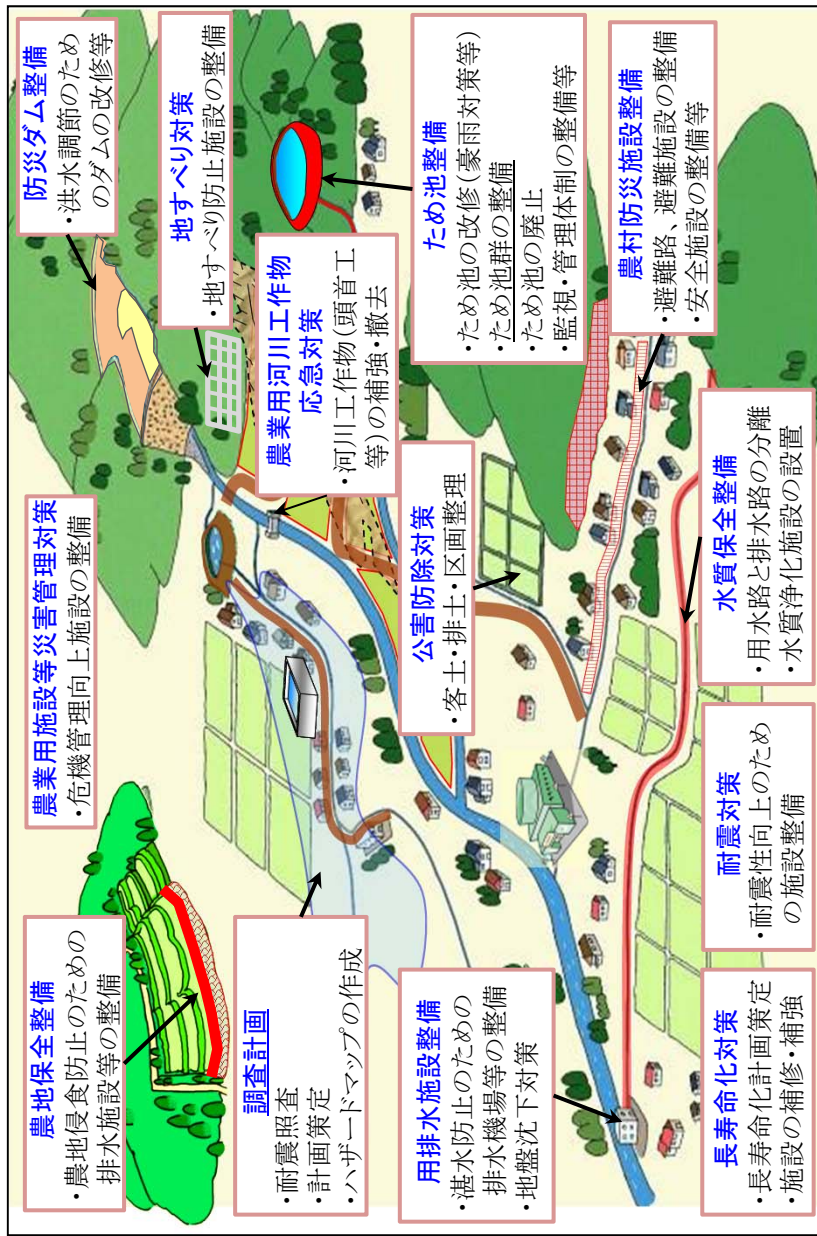 農地保全整備
・農地侵食防止のための
排水施設等の整備
農業用施設等災害管理対策
・危機管理向上施設の整備
防災ダム整備
・洪水調節のため
のダムの改修等
地すべり対策
・地すべり防止施設の整備
調査計画
・耐震照査
・計画策定
・ハザードマップの作成
農業用河川工作物
応急対策
・河川工作物(頭首工
等)の補強・撤去
ため池整備
・ため池の改修(豪雨対策等)
・ため池群の整備
・ため池の廃止
・監視・管理体制の整備等
用排水施設整備
・湛水防止のための
排水機場等の整備
・地盤沈下対策
公害防除対策
・客土・排土・区画整理
農村防災施設整備
・避難路、避難施設の整備
・安全施設の整備等
長寿命化対策
・長寿命化計画策定
・施設の補修・補強
耐震対策
・耐震性向上のため
の施設整備
水質保全整備
・用水路と排水路の分離
・水質浄化施設の設置